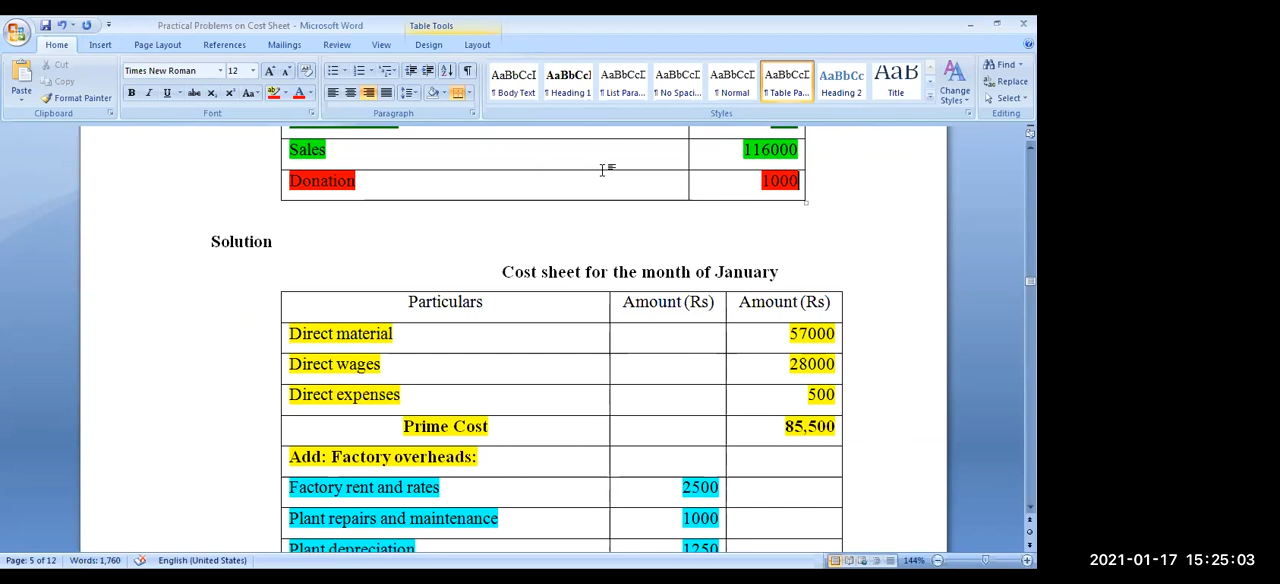 Practical Problems on Cost Sheet - Microsoft Word
Table Tools
Home Insert Page Layout References Mailings Review View Design Layout
Paste
Cut
Copy
Format Painter
Clipboard
Times New Roman 12
B I U abc x₂ x² Aa
Font
Paragraph
AaBbCcI AaBbCcl AaBbCcI AaBbCcI AaBbCcI AaBbCcI AaBbCc AaB
¶ Body Text ¶ Heading 1 ¶ List Para... ¶ No Spaci... ¶ Normal ¶ Table Pa... ¶ Heading 2 Title
Change Styles
Styles
Find
Replace
Select
Editing
Sales 116000
Donation 1000
Solution
Cost sheet for the month of January
Particulars Amount (Rs) Amount (Rs)
Direct material 57000
Direct wages 28000
Direct expenses 500
Prime Cost 85,500
Add: Factory overheads:
Factory rent and rates 2500
Plant repairs and maintenance 1000
Plant depreciation 1250
Page: 5 of 12 Words: 1,760 English (United States) 144%
2021-01-17 15:25:03